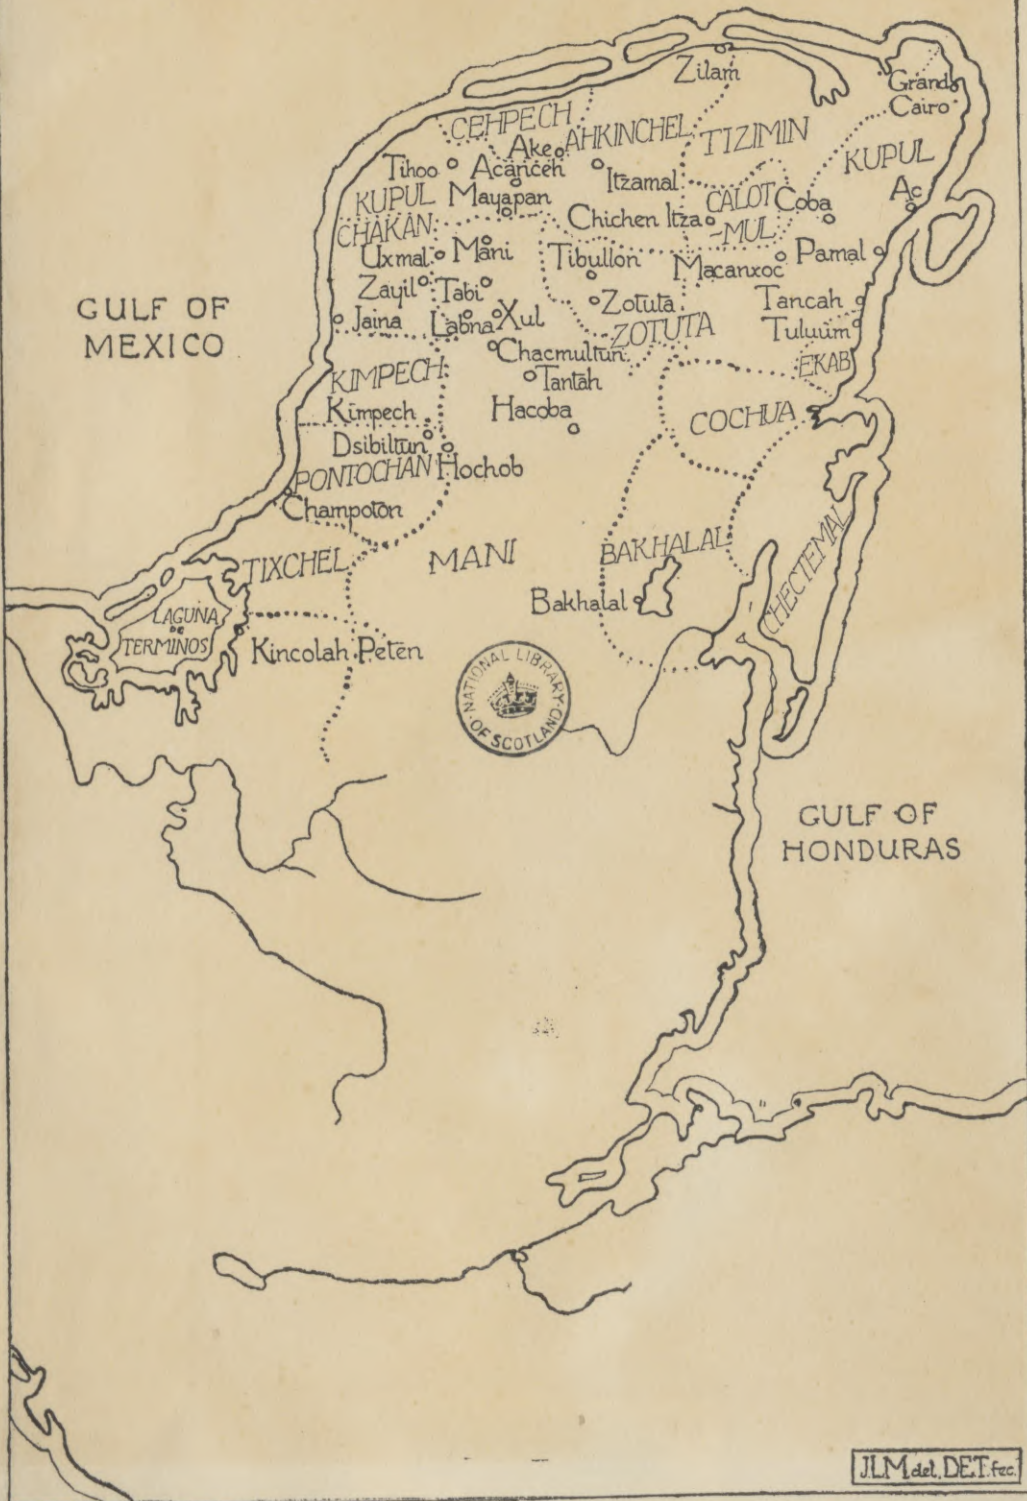 Zilam
Grand
Cairo
CEHPECH
AHKINCHEL
TIZIMIN
KUPUL
Ake
Tihoo
Acanceh
Itzamal
KUPUL
Mayapan
CALOT
-MUL
Coba
Ac
CHAKAN
Chichen Itza
Uxmal
Mani
Tibullon
Macanxoc
Pamal
GULF OF
MEXICO
Zayil
Tabi
Zotuta
Tancah
Jaina
Labna
Xul
ZOTUTA
Tuluum
Chacmultun
EKAB
KIMPECH
Tantah
Kimpech
Hacoba
COCHUA
Dsibiltun
PONTOCHAN
Hochob
Champoton
TIXCHEL
MANI
BAKHALAL
CHECTEMAL
Bakhalal
LAGUNA
DE
TERMINOS
Kincolah Peten
NATIONAL LIBRARY
OF SCOTLAND
GULF OF
HONDURAS
J.L.M del, D.E.T. fec.